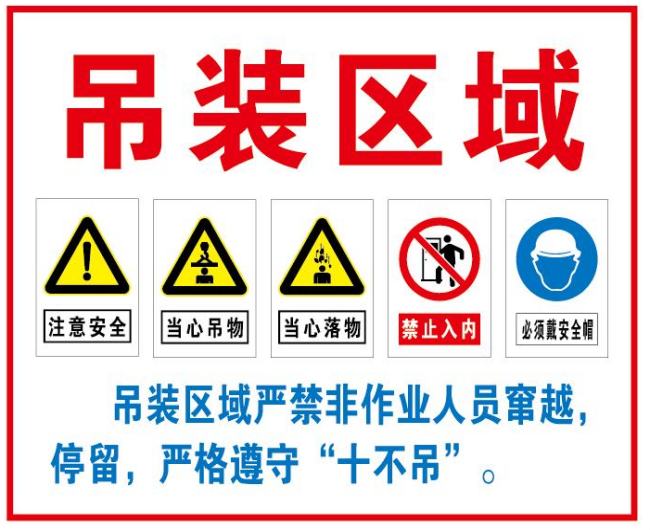 吊装区域
注意安全
当心吊物
当心落物
禁止入内
必须戴安全帽
吊装区域严禁非作业人员窜越，
停留，严格遵守“十不吊”。